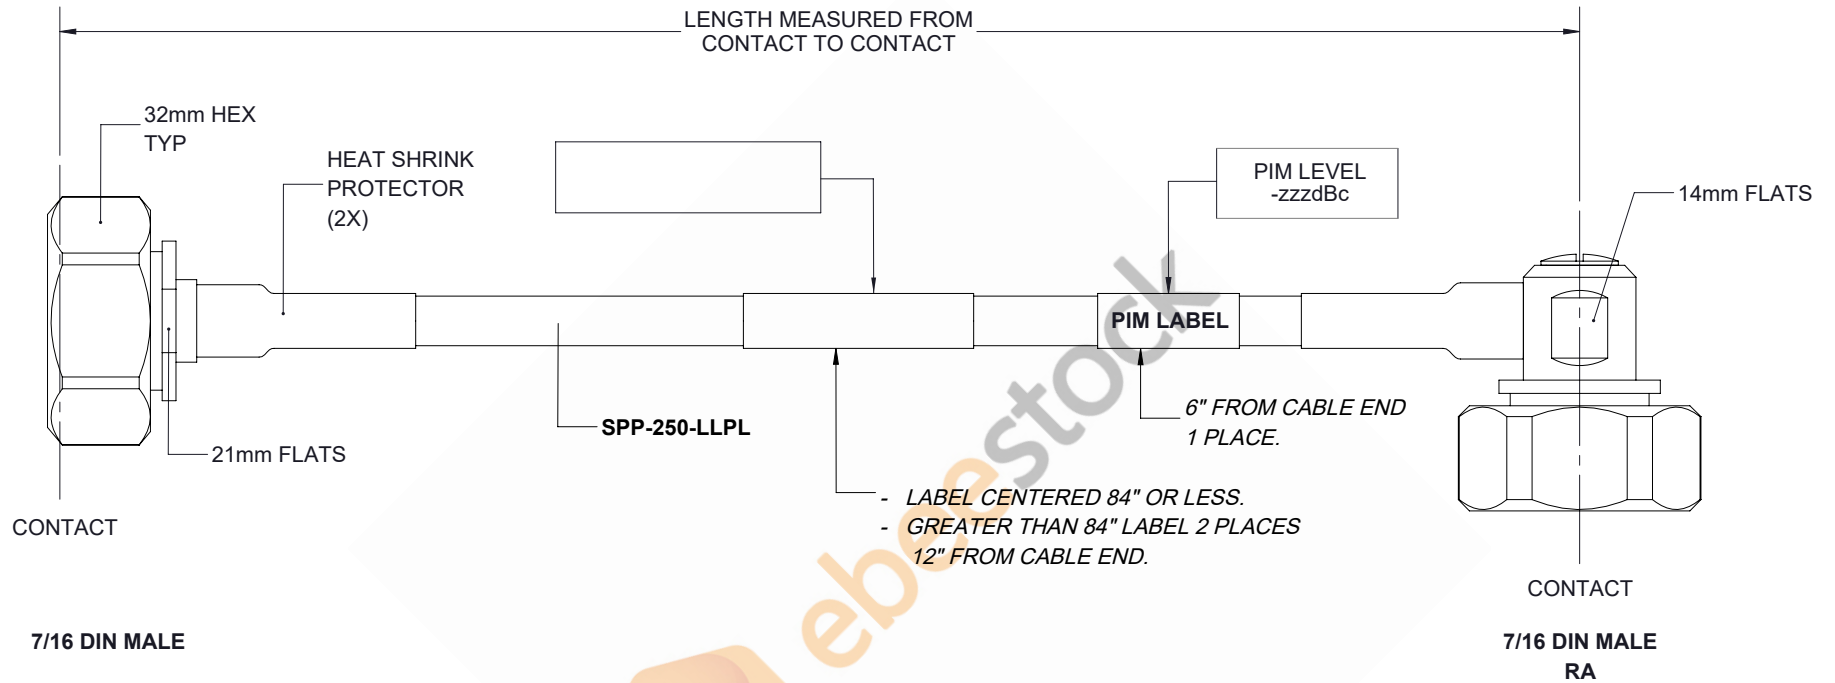 LENGTH MEASURED FROM
CONTACT TO CONTACT
32mm HEX
TYP
HEAT SHRINK
PROTECTOR
(2X)
PIM LEVEL
-zzzdBc
14mm FLATS
PIM LABEL
SPP-250-LLPL
6" FROM CABLE END
1 PLACE.
21mm FLATS
- LABEL CENTERED 84" OR LESS.
- GREATER THAN 84" LABEL 2 PLACES
12" FROM CABLE END.
CONTACT
CONTACT
7/16 DIN MALE
7/16 DIN MALE
RA
ebeestock